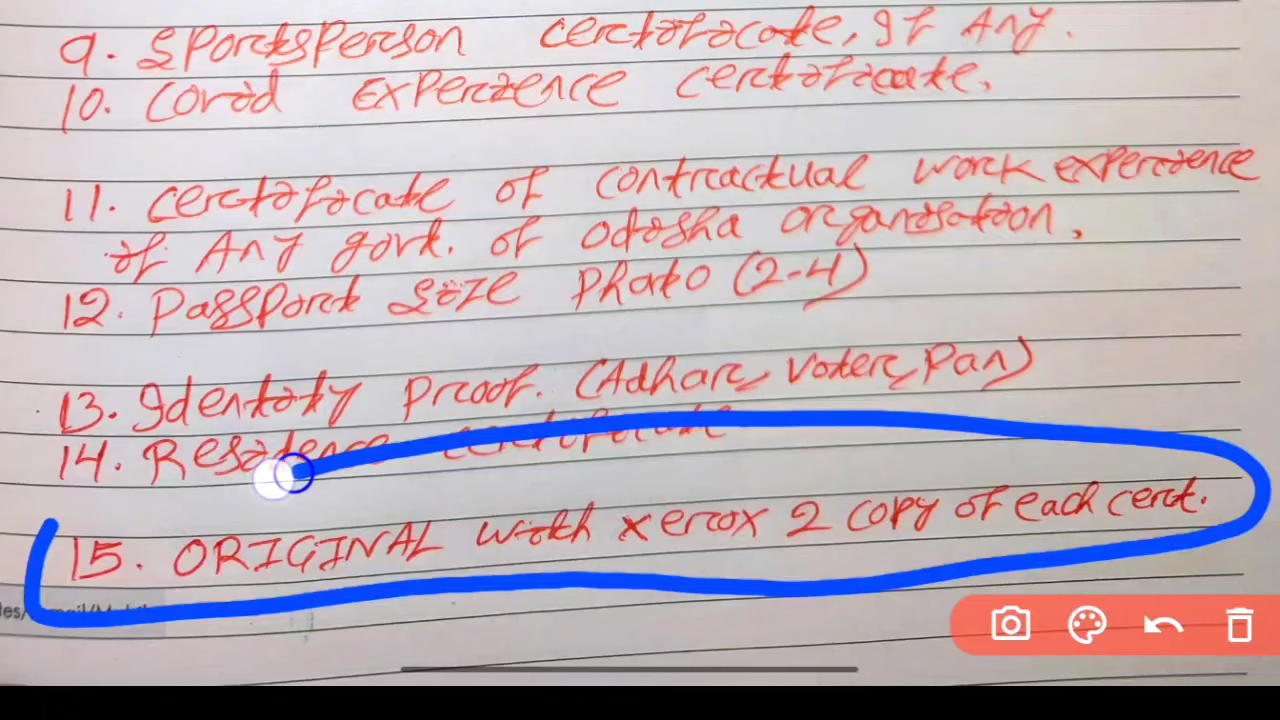 9. Sportsperson certificate, If Any.
10. Covid Experience certificate.
11. certificate of contractual work experience
of Any govt. of odisha organisation.
12. Passport size Photo (2-4)
13. Identity Proof. (Adhar, Voter, Pan)
14. Residence certificate
15. ORIGINAL with xerox 2 copy of each cert.